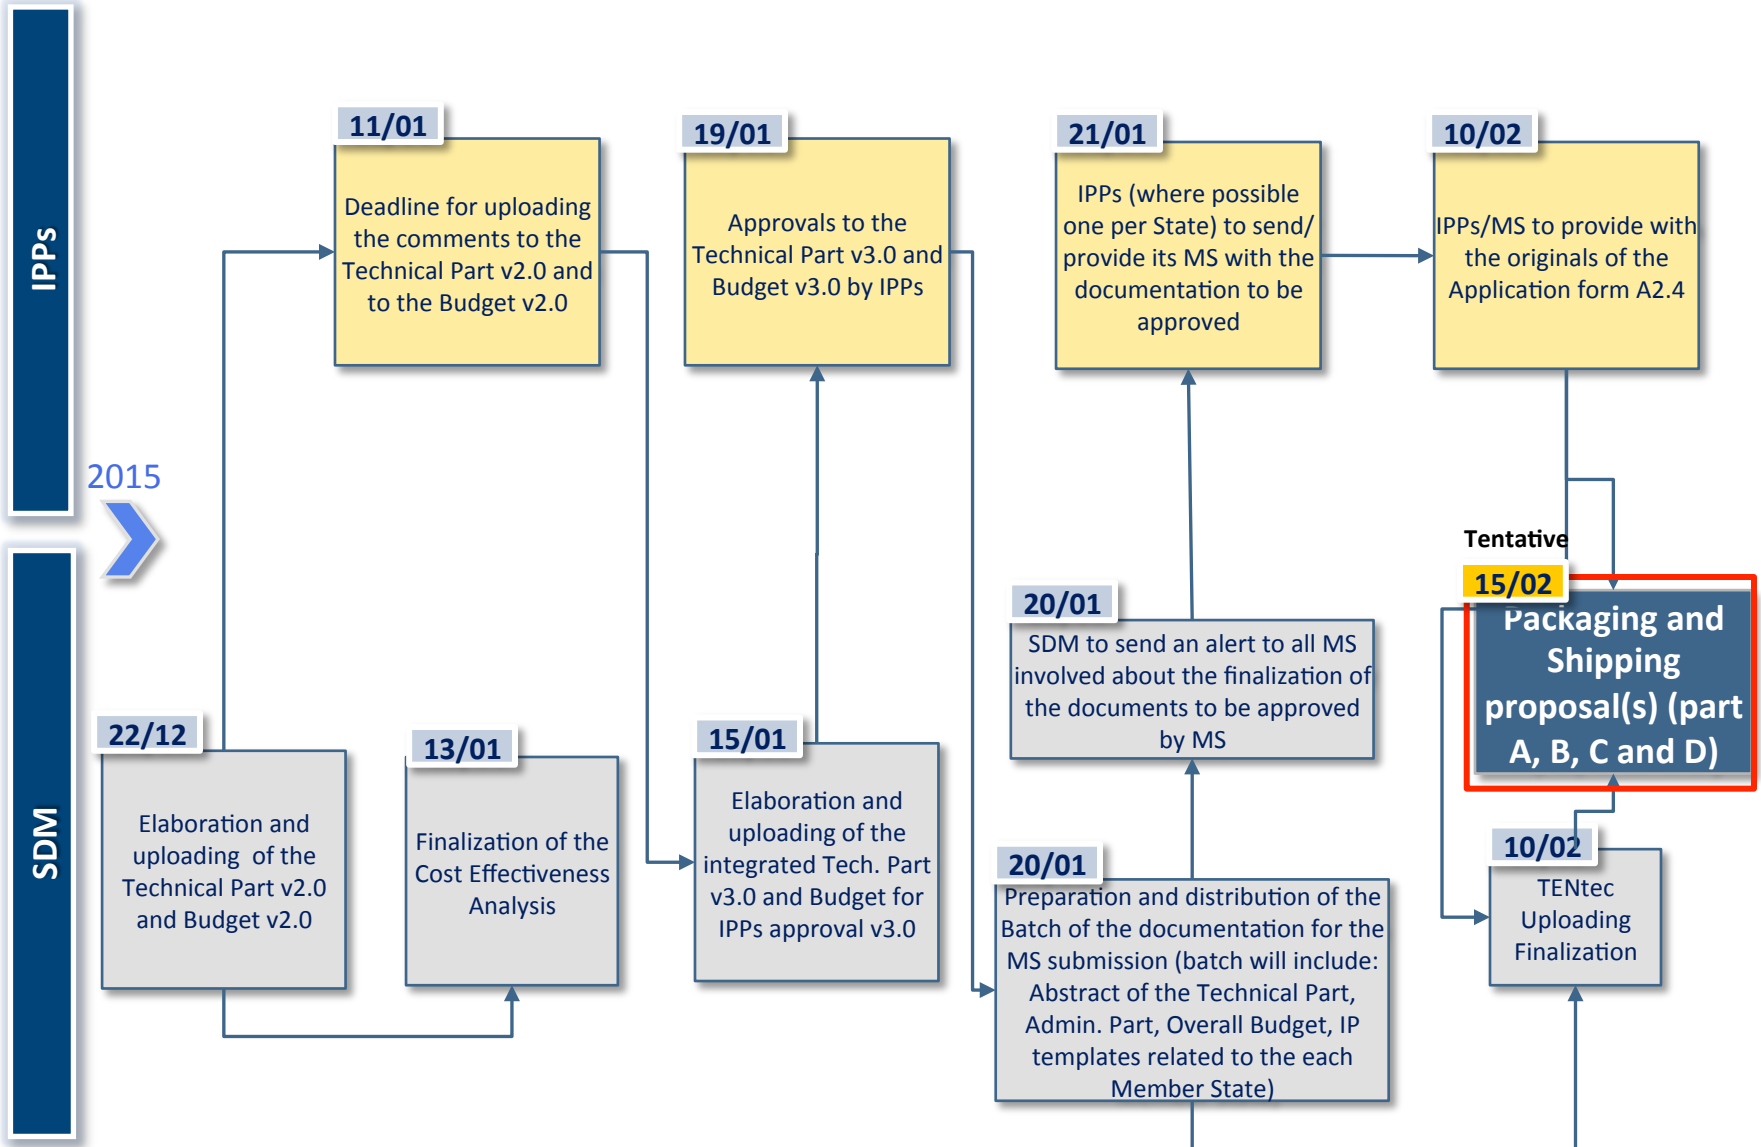 IPPs
2015
SDM
11/01
Deadline for uploading
the comments to the
Technical Part v2.0 and
to the Budget v2.0
19/01
Approvals to the
Technical Part v3.0 and
Budget v3.0 by IPPs
21/01
IPPs (where possible
one per State) to send/
provide its MS with the
documentation to be
approved
10/02
IPPs/MS to provide with
the originals of the
Application form A2.4
22/12
Elaboration and
uploading of the
Technical Part v2.0
and Budget v2.0
13/01
Finalization of the
Cost Effectiveness
Analysis
15/01
Elaboration and
uploading of the
integrated Tech. Part
v3.0 and Budget for
IPPs approval v3.0
20/01
SDM to send an alert to all MS
involved about the finalization of
the documents to be approved
by MS
20/01
Preparation and distribution of the
Batch of the documentation for the
MS submission (batch will include:
Abstract of the Technical Part,
Admin. Part, Overall Budget, IP
templates related to the each
Member State)
Tentative
15/02
Packaging and
Shipping
proposal(s) (part
A, B, C and D)
10/02
TENtec
Uploading
Finalization